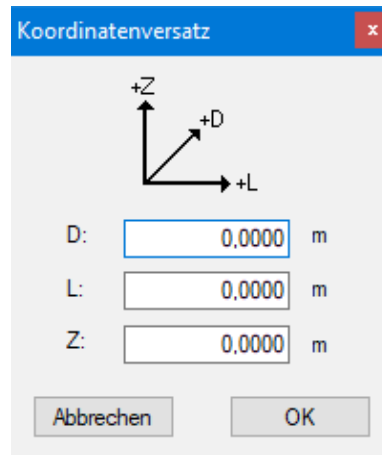 Koordinatenversatz x
+Z
+D
+L
D: 0,0000 m
L: 0,0000 m
Z: 0,0000 m
Abbrechen OK